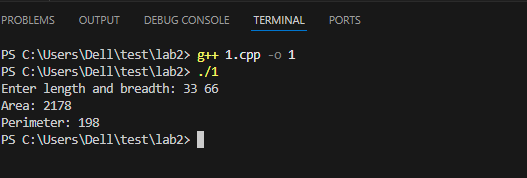 PROBLEMS OUTPUT DEBUG CONSOLE TERMINAL PORTS
PS C:\Users\Dell\test\lab2> g++ 1.cpp -o 1
PS C:\Users\Dell\test\lab2> ./1
Enter length and breadth: 33 66
Area: 2178
Perimeter: 198
PS C:\Users\Dell\test\lab2>